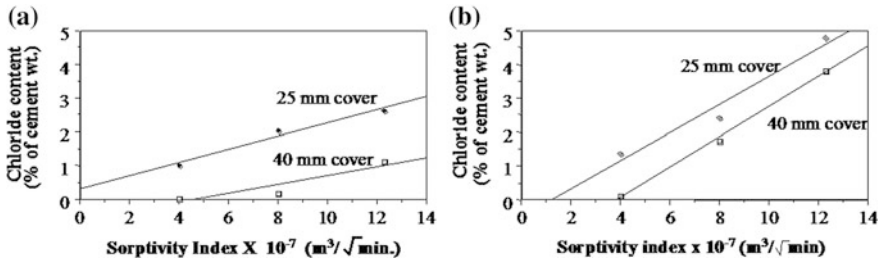 (a)
Chloride content
(% of cement wt.)
5
4
3
2
1
0
25 mm cover
40 mm cover
0 2 4 6 8 10 12 14
Sorptivity Index X 10⁻⁷ (m³/√min.)
(b)
Chloride content
(% of cement wt.)
5
4
3
2
1
0
25 mm cover
40 mm cover
0 2 4 6 8 10 12 14
Sorptivity index x 10⁻⁷ (m³/√min)